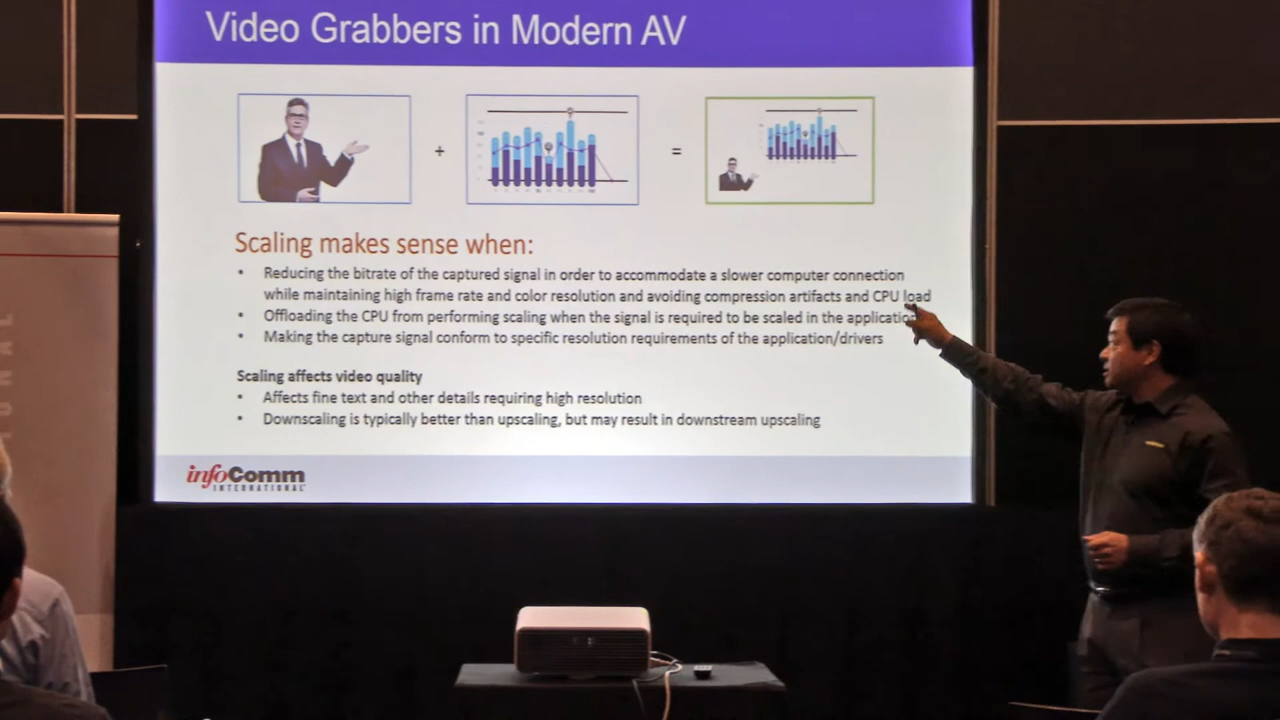 Video Grabbers in Modern AV
+
=
Scaling makes sense when:
• Reducing the bitrate of the captured signal in order to accommodate a slower computer connection
while maintaining high frame rate and color resolution and avoiding compression artifacts and CPU load
• Offloading the CPU from performing scaling when the signal is required to be scaled in the application
• Making the capture signal conform to specific resolution requirements of the application/drivers
Scaling affects video quality
• Affects fine text and other details requiring high resolution
• Downscaling is typically better than upscaling, but may result in downstream upscaling
infoComm
INTERNATIONAL